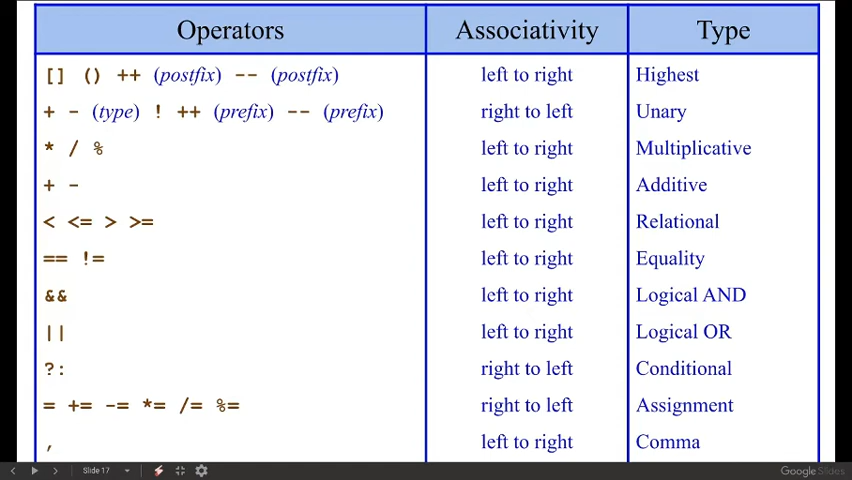 Operators Associativity Type
[] () ++ (postfix) -- (postfix) left to right Highest
+ - (type) ! ++ (prefix) -- (prefix) right to left Unary
* / % left to right Multiplicative
+ - left to right Additive
< <= > >= left to right Relational
== != left to right Equality
&& left to right Logical AND
|| left to right Logical OR
?: right to left Conditional
= += -= *= /= %= right to left Assignment
, left to right Comma
Slide 17 Google Slides